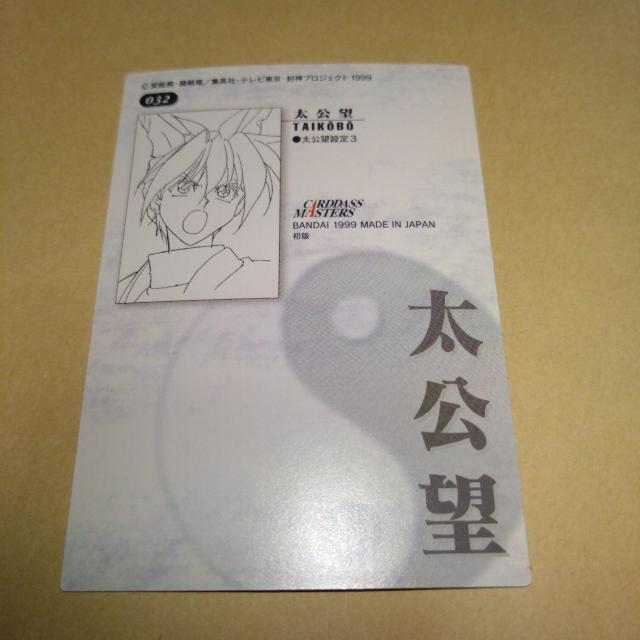 ©安能務・藤崎竜／集英社・テレビ東京・封神プロジェクト 1999
032
太公望
TAIKŌBŌ
●太公望設定3
CARDDASS
MASTERS
BANDAI 1999 MADE IN JAPAN
初版
太公望